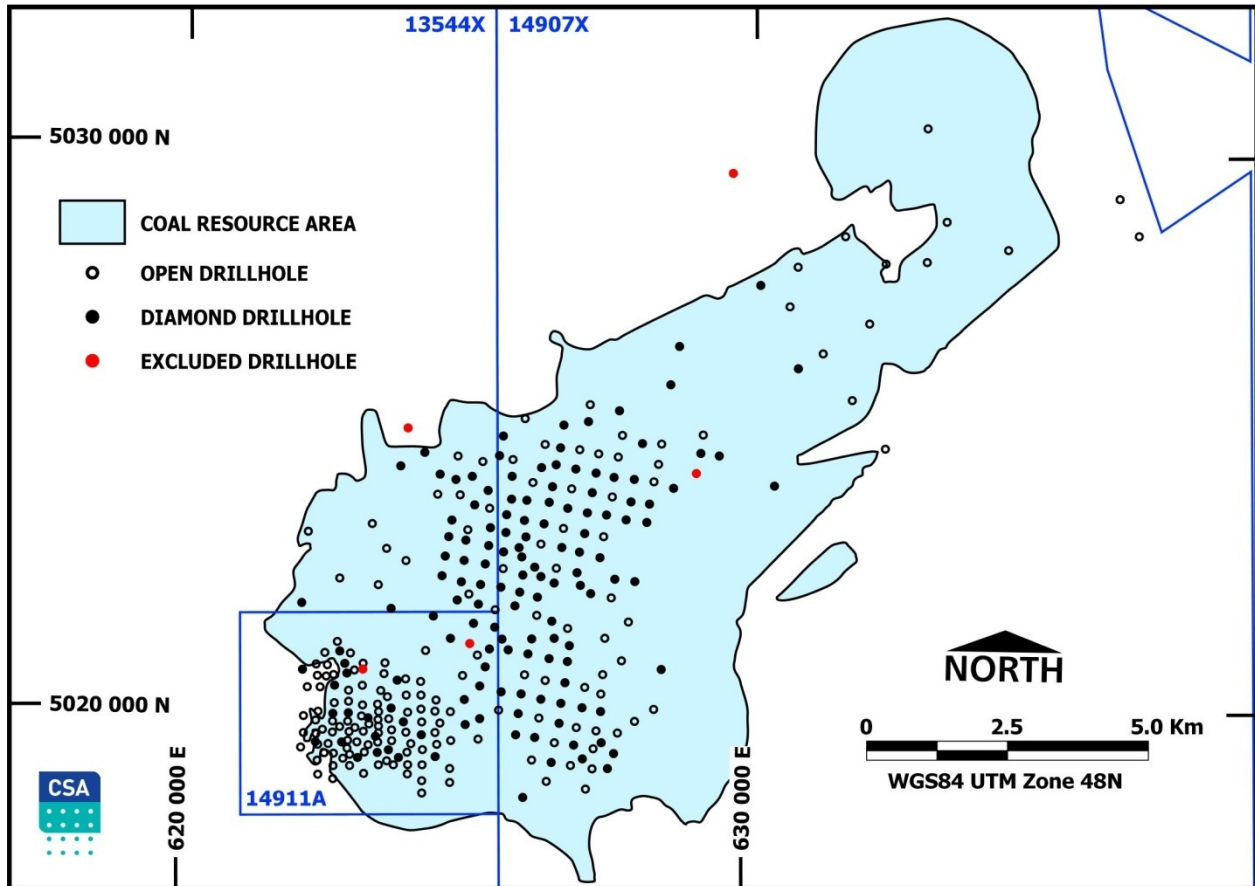 13544X 14907X
5030 000 N
COAL RESOURCE AREA
OPEN DRILLHOLE
DIAMOND DRILLHOLE
EXCLUDED DRILLHOLE
NORTH
5020 000 N
0 2.5 5.0 Km
WGS84 UTM Zone 48N
CSA
14911A
620 000 E
630 000 E